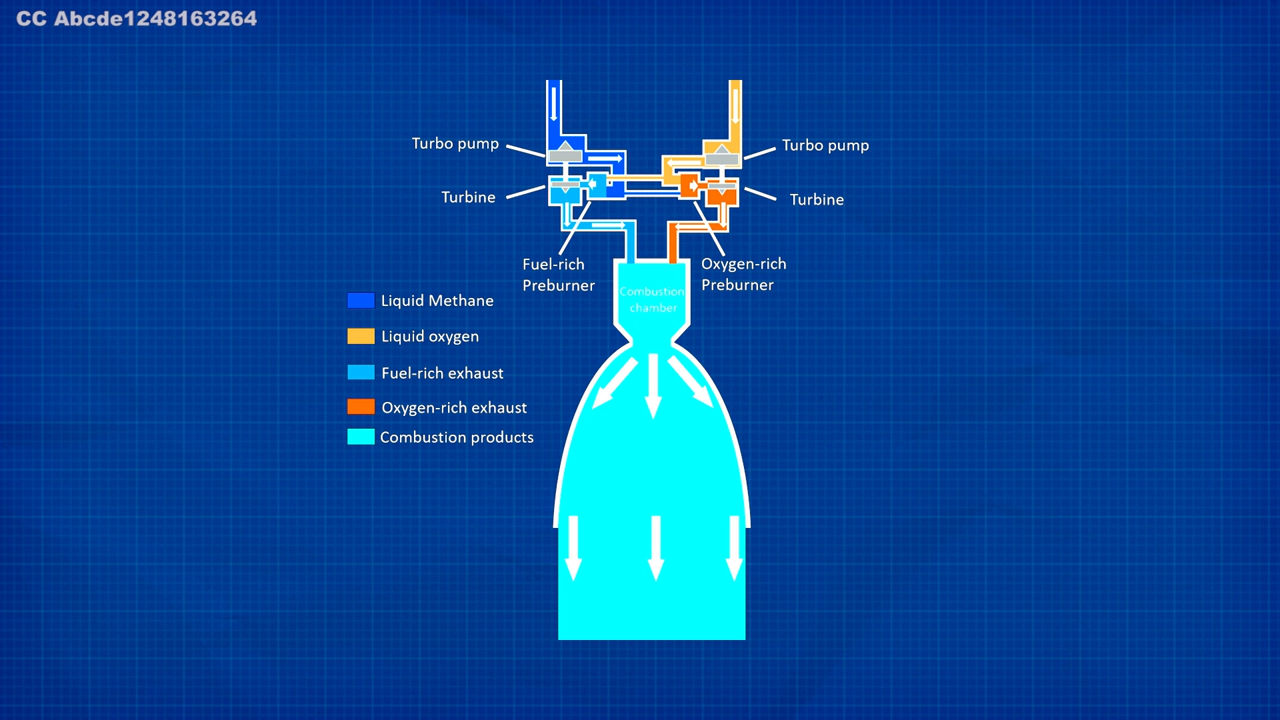 CC Abcde1248163264
Turbo pump
Turbo pump
Turbine
Turbine
Fuel-rich
Preburner
Oxygen-rich
Preburner
Combustion
chamber
Liquid Methane
Liquid oxygen
Fuel-rich exhaust
Oxygen-rich exhaust
Combustion products